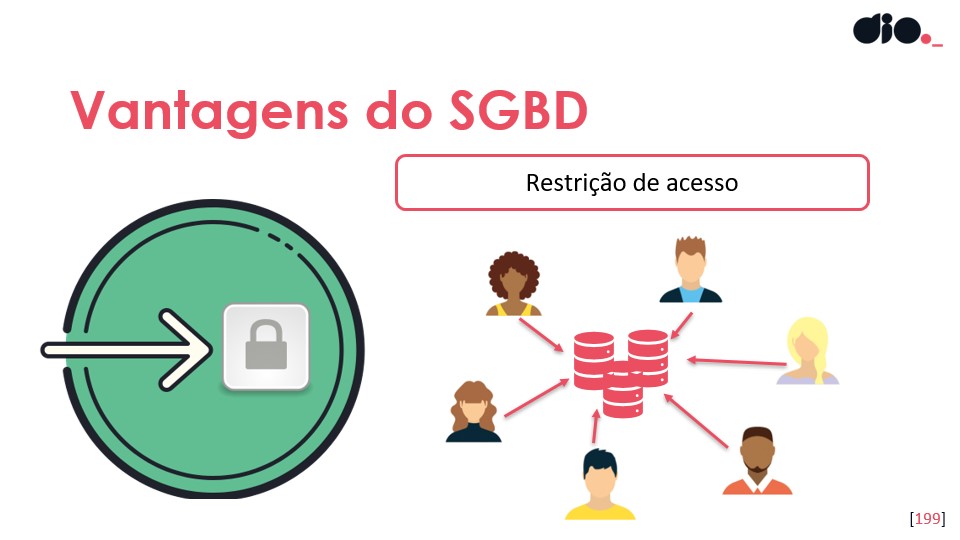 dio._
Vantagens do SGBD
Restrição de acesso
[199]